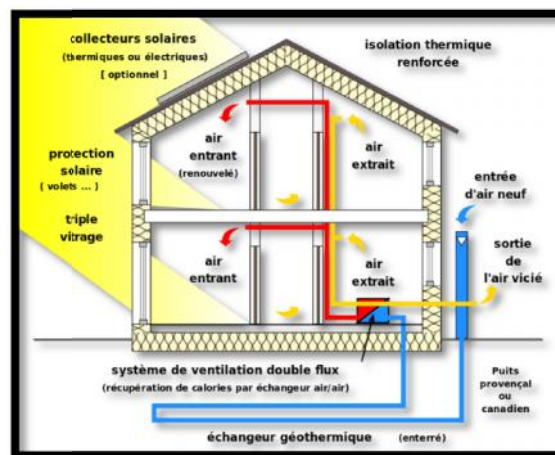 collecteurs solaires
(thermiques ou électriques)
[ optionnel ]
isolation thermique
renforcée
air
entrant
(renouvelé)
air
extrait
protection
solaire
( volets ... )
triple
vitrage
entrée
d'air neuf
air
entrant
air
extrait
sortie
de
l'air vicié
système de ventilation double flux
(récupération de calories par échangeur air/air)
Puits
provençal
ou
canadien
échangeur géothermique (enterré)